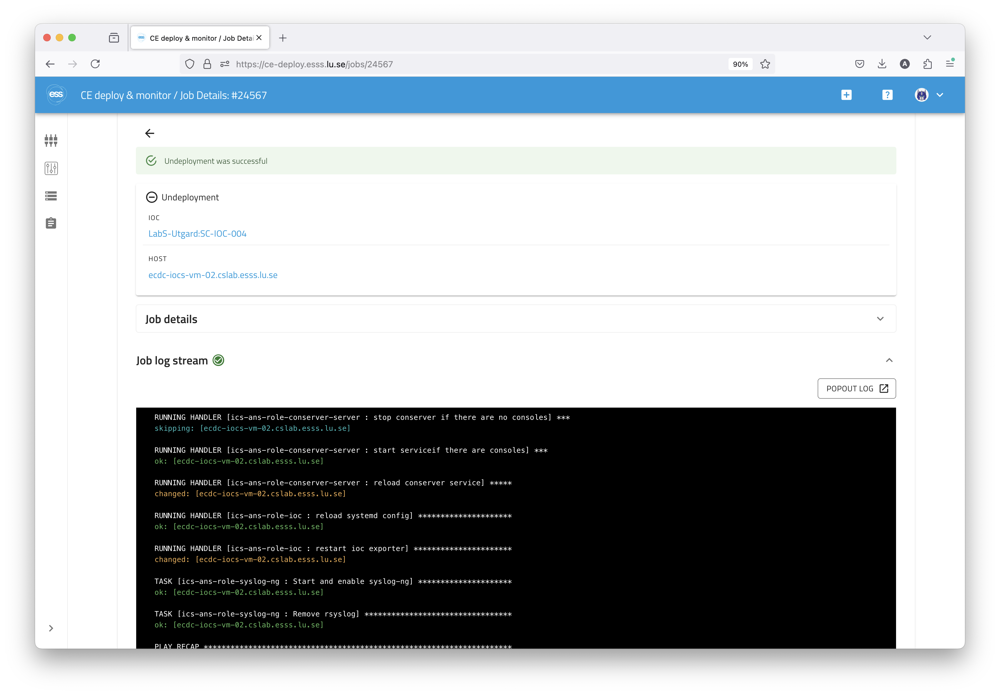 CE deploy & monitor / Job Detai
https://ce-deploy.esss.lu.se/jobs/24567
90%
A
ess
CE deploy & monitor / Job Details: #24567
Undeployment was successful
Undeployment
IOC
LabS-Utgard:SC-IOC-004
HOST
ecdc-iocs-vm-02.cslab.esss.lu.se
Job details
Job log stream
POPOUT LOG
RUNNING HANDLER [ics-ans-role-conserver-server : stop conserver if there are no consoles] ***
skipping: [ecdc-iocs-vm-02.cslab.esss.lu.se]
RUNNING HANDLER [ics-ans-role-conserver-server : start serviceif there are consoles] ***
ok: [ecdc-iocs-vm-02.cslab.esss.lu.se]
RUNNING HANDLER [ics-ans-role-conserver-server : reload conserver service] *****
changed: [ecdc-iocs-vm-02.cslab.esss.lu.se]
RUNNING HANDLER [ics-ans-role-ioc : reload systemd config] *********************
ok: [ecdc-iocs-vm-02.cslab.esss.lu.se]
RUNNING HANDLER [ics-ans-role-ioc : restart ioc exporter] **********************
changed: [ecdc-iocs-vm-02.cslab.esss.lu.se]
TASK [ics-ans-role-syslog-ng : Start and enable syslog-ng] *********************
ok: [ecdc-iocs-vm-02.cslab.esss.lu.se]
TASK [ics-ans-role-syslog-ng : Remove rsyslog] *********************************
ok: [ecdc-iocs-vm-02.cslab.esss.lu.se]
PLAY RECAP *********************************************************************